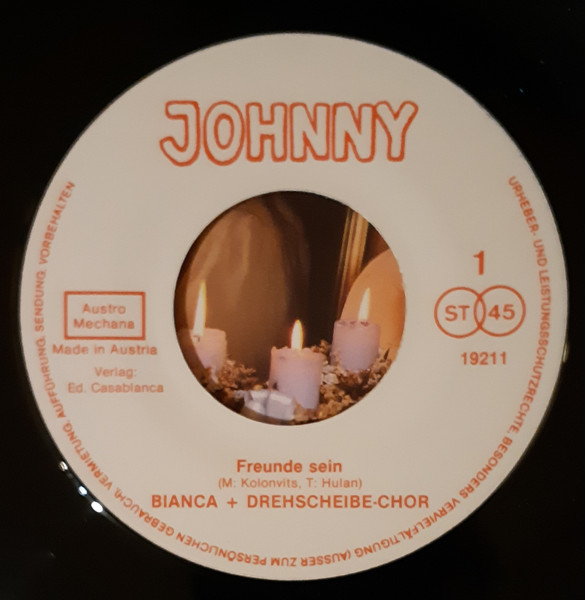 JOHNNY
Austro
Mechana
Made in Austria
Verlag:
Ed. Casablanca
1
ST 45
19211
Freunde sein
(M: Kolonvits, T: Hulan)
BIANCA + DREHSCHEIBE-CHOR
URHEBER- UND LEISTUNGSSCHUTZRECHTE, BESONDERS VERVIELFÄLTIGUNG (AUSSER ZUM PERSÖNLICHEN GEBRAUCH), VERMIETUNG, AUFFÜHRUNG, SENDUNG, VORBEHALTEN